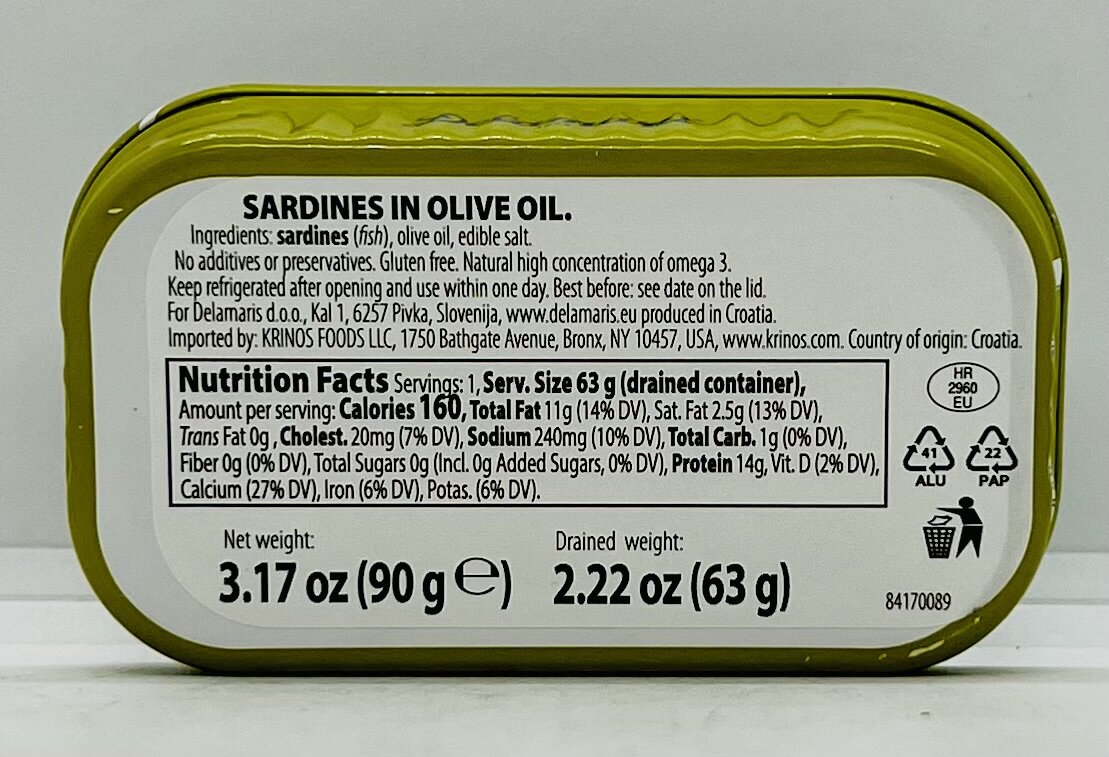 SARDINES IN OLIVE OIL.
Ingredients: sardines (fish), olive oil, edible salt.
No additives or preservatives. Gluten free. Natural high concentration of omega 3.
Keep refrigerated after opening and use within one day. Best before: see date on the lid.
For Delamaris d.o.o., Kal 1, 6257 Pivka, Slovenija, www.delamaris.eu produced in Croatia.
Imported by: KRINOS FOODS LLC, 1750 Bathgate Avenue, Bronx, NY 10457, USA, www.krinos.com. Country of origin: Croatia.
Nutrition Facts Servings: 1, Serv. Size 63 g (drained container),
Amount per serving: Calories 160, Total Fat 11g (14% DV), Sat. Fat 2.5g (13% DV),
Trans Fat 0g , Cholest. 20mg (7% DV), Sodium 240mg (10% DV), Total Carb. 1g (0% DV),
Fiber 0g (0% DV), Total Sugars 0g (Incl. 0g Added Sugars, 0% DV), Protein 14g, Vit. D (2% DV),
Calcium (27% DV), Iron (6% DV), Potas. (6% DV).
HR
2960
EU
41
ALU
22
PAP
Net weight:
3.17 oz (90 g ℮)
Drained weight:
2.22 oz (63 g)
84170089